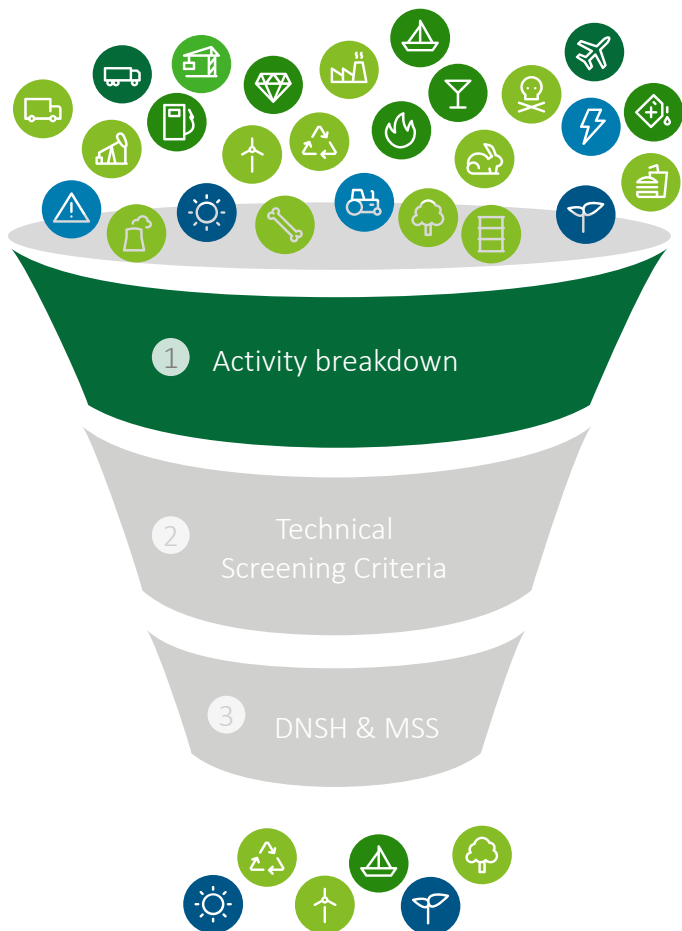 1 Activity breakdown
2 Technical
Screening Criteria
3 DNSH & MSS